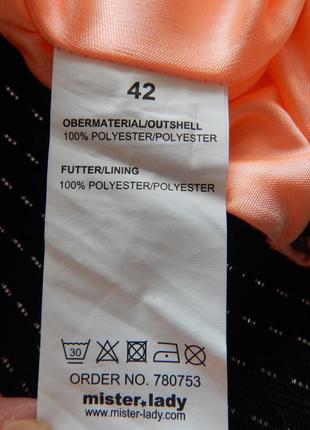 42
OBERMATERIAL/OUTSHELL
100% POLYESTER/POLYESTER
FUTTER/LINING
100% POLYESTER/POLYESTER
30
ORDER NO. 780753
mister★lady
www.mister-lady.com